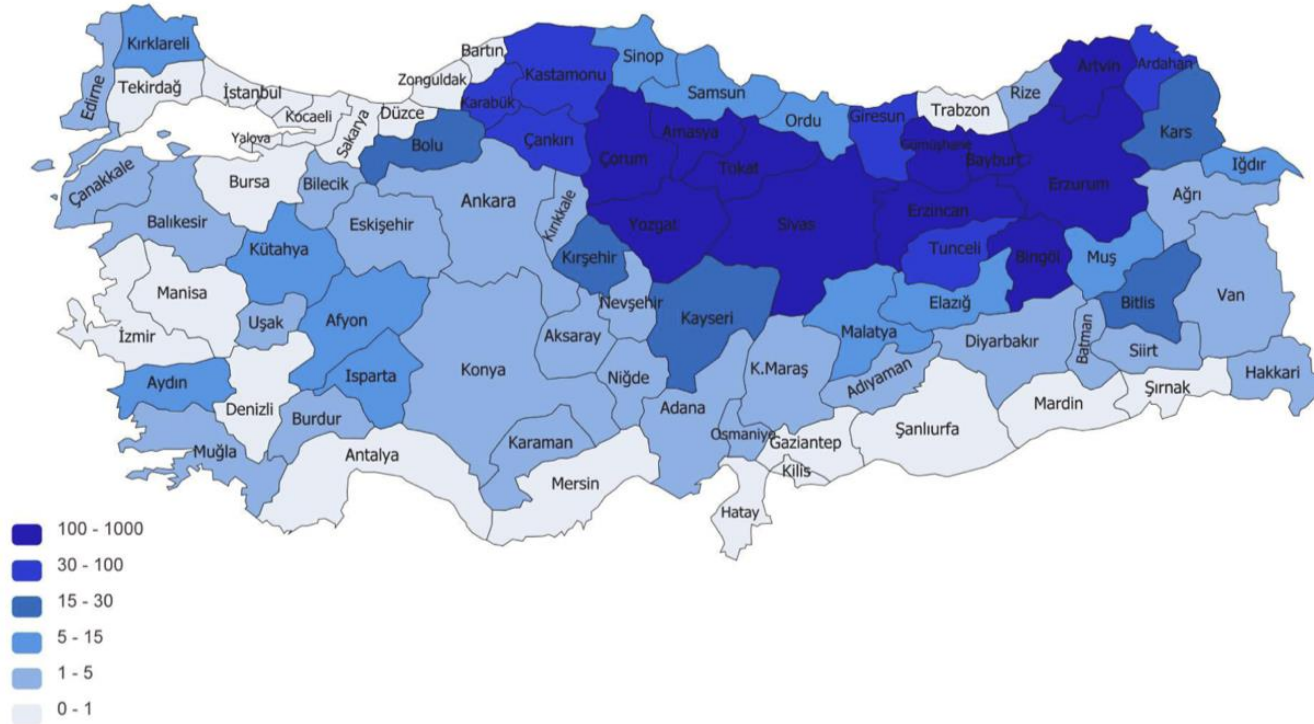 Kırklareli
Edirne
Tekirdağ
İstanbul
Kocaeli
Yalova
Sakarya
Düzce
Zonguldak
Bartın
Karabük
Kastamonu
Sinop
Samsun
Ordu
Giresun
Trabzon
Rize
Artvin
Ardahan
Kars
Iğdır
Ağrı
Erzurum
Bayburt
Gümüşhane
Erzincan
Tunceli
Bingöl
Muş
Bitlis
Van
Hakkari
Şırnak
Siirt
Batman
Diyarbakır
Elazığ
Malatya
Adıyaman
Mardin
Şanlıurfa
Gaziantep
Kilis
Hatay
Osmaniye
K.Maraş
Adana
Kayseri
Sivas
Tokat
Amasya
Çorum
Yozgat
Çankırı
Kırıkkale
Kırşehir
Nevşehir
Aksaray
Niğde
Mersin
Karaman
Konya
Ankara
Bolu
Eskişehir
Bilecik
Bursa
Çanakkale
Balıkesir
Kütahya
Manisa
İzmir
Uşak
Afyon
Isparta
Aydın
Denizli
Burdur
Muğla
Antalya
100 - 1000
30 - 100
15 - 30
5 - 15
1 - 5
0 - 1